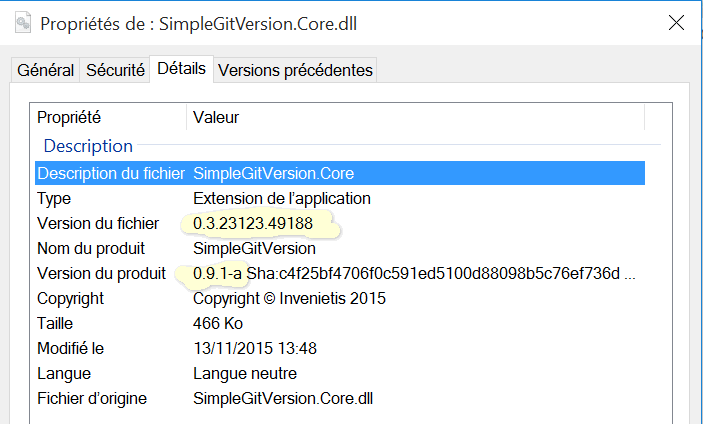 Propriétés de : SimpleGitVersion.Core.dll
Général Sécurité Détails Versions précédentes
Propriété Valeur
Description
Description du fichier SimpleGitVersion.Core
Type Extension de l'application
Version du fichier 0.3.23123.49188
Nom du produit SimpleGitVersion
Version du produit 0.9.1-a Sha:c4f25bf4706f0c591ed5100d88098b5c76ef736d ...
Copyright Copyright © Invenietis 2015
Taille 466 Ko
Modifié le 13/11/2015 13:48
Langue Langue neutre
Fichier d'origine SimpleGitVersion.Core.dll